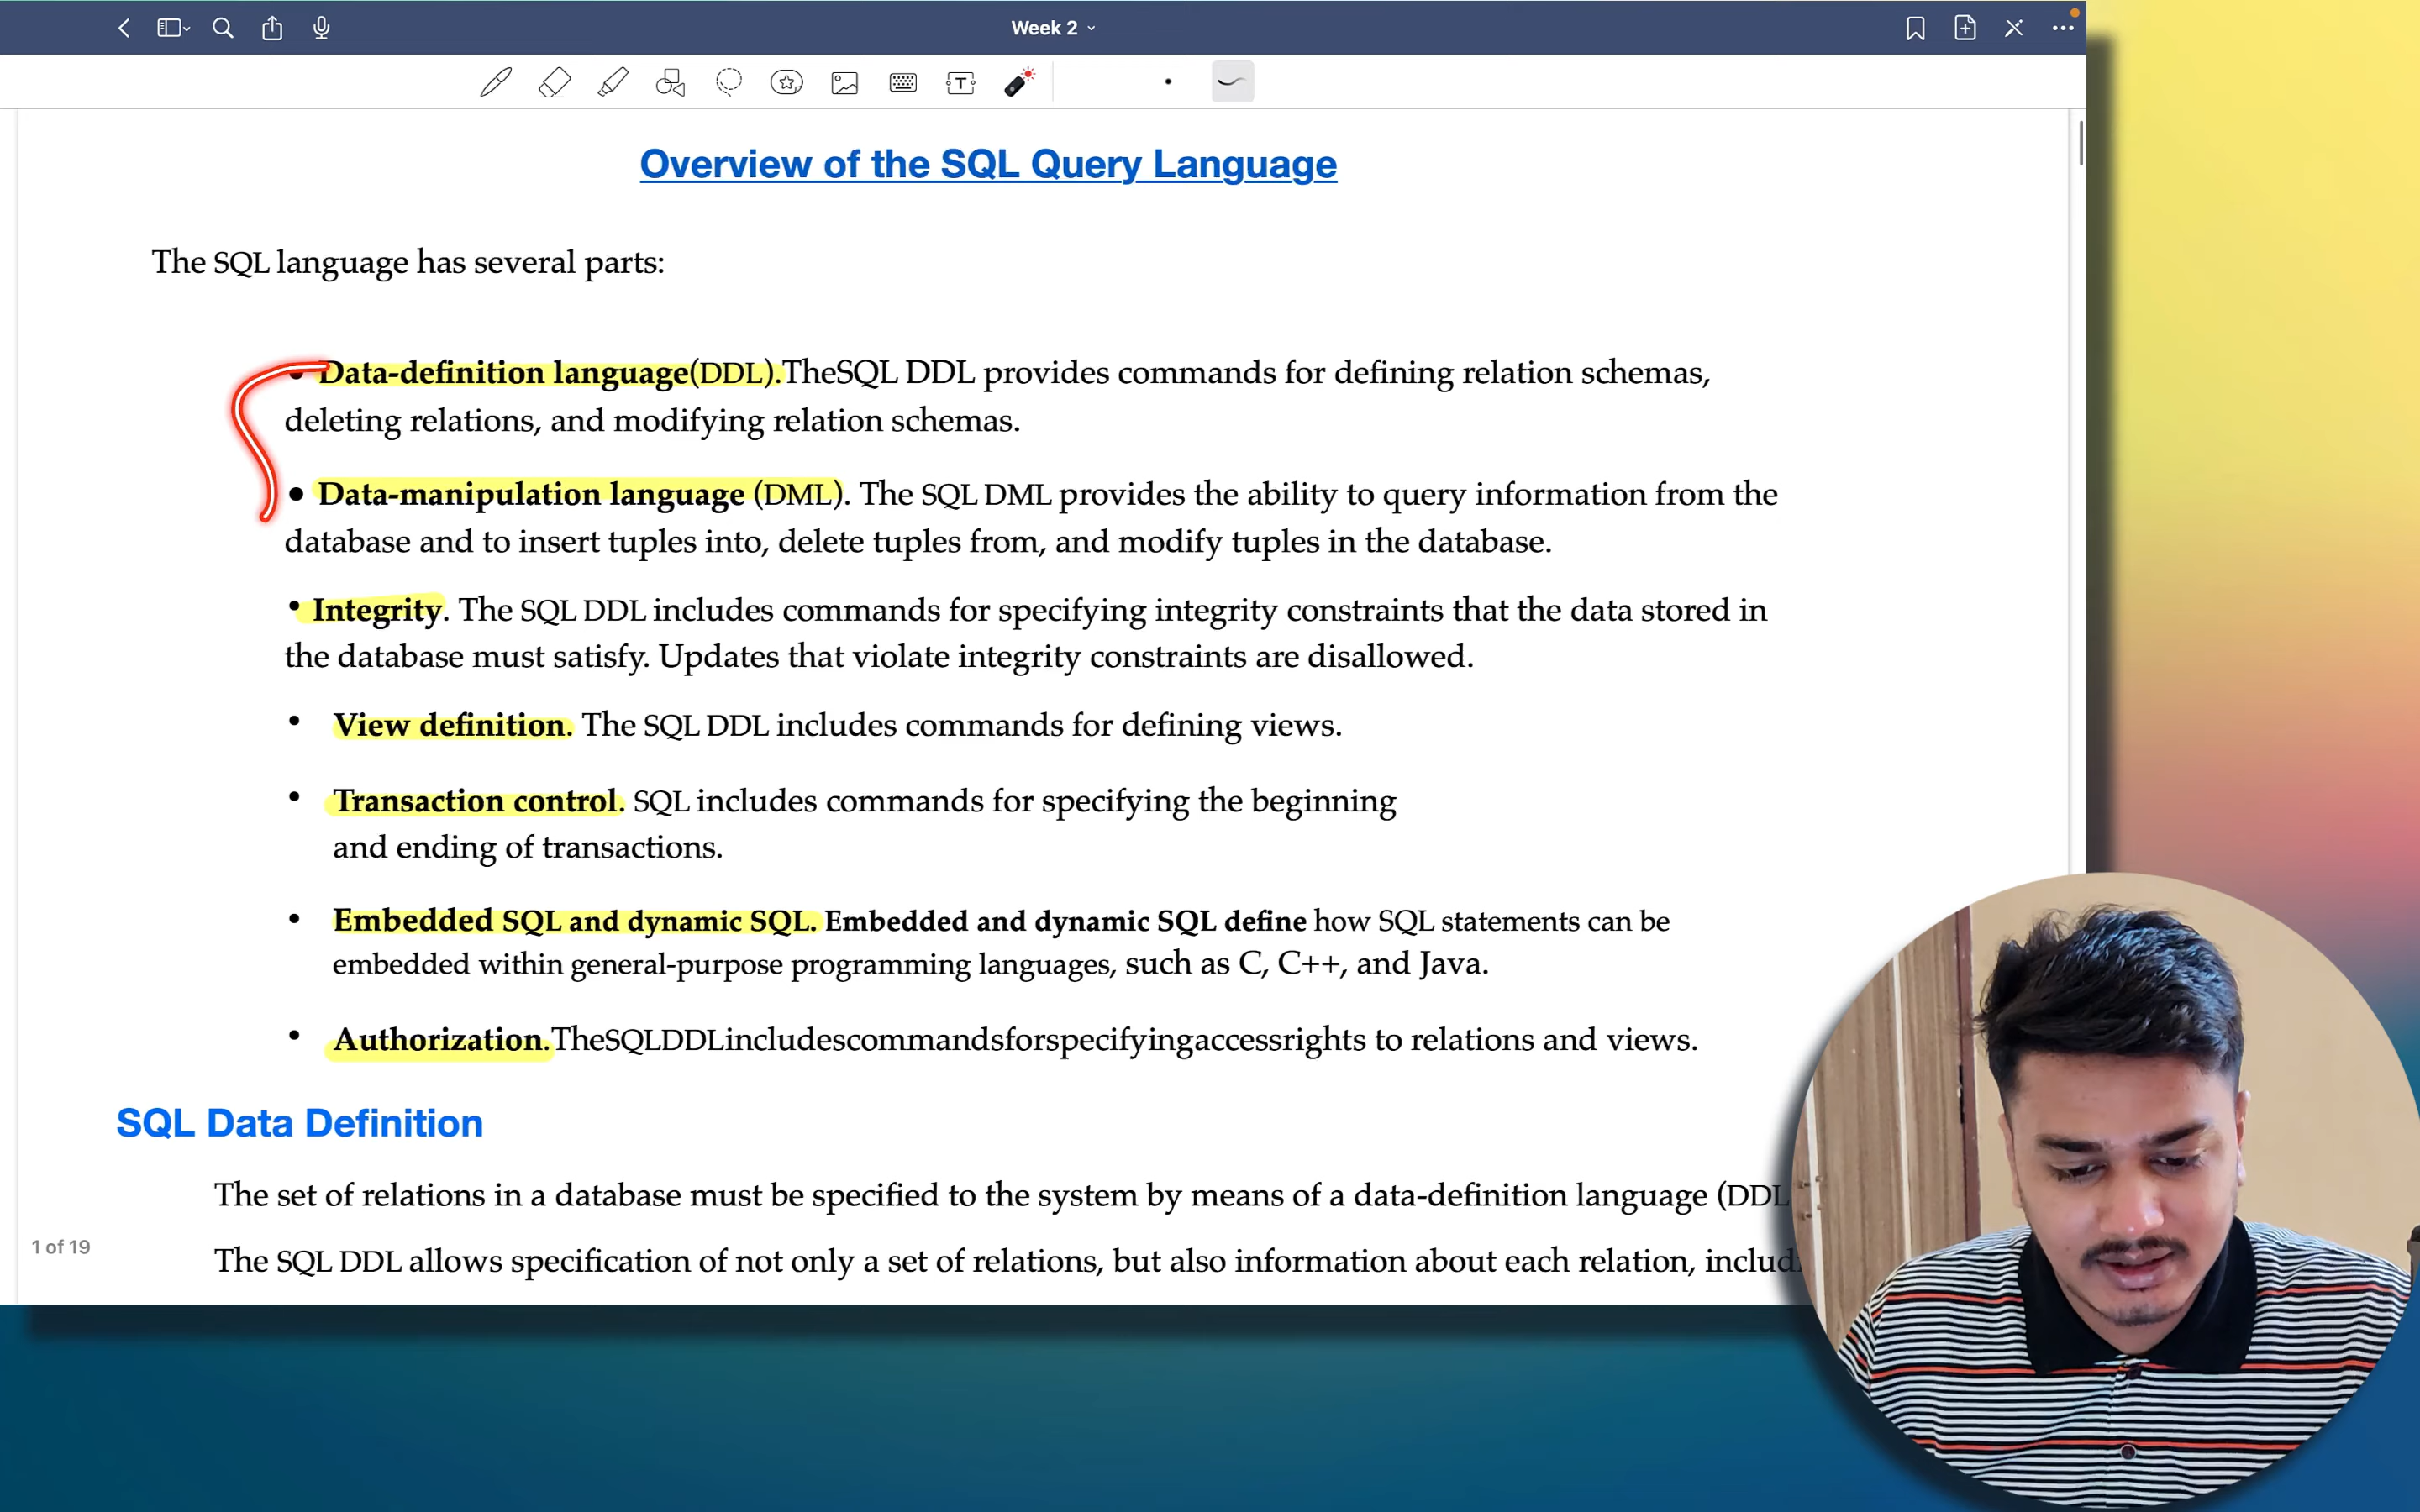 Week 2
Overview of the SQL Query Language
The SQL language has several parts:
• Data-definition language(DDL).TheSQL DDL provides commands for defining relation schemas,
deleting relations, and modifying relation schemas.
• Data-manipulation language (DML). The SQL DML provides the ability to query information from the
database and to insert tuples into, delete tuples from, and modify tuples in the database.
• Integrity. The SQL DDL includes commands for specifying integrity constraints that the data stored in
the database must satisfy. Updates that violate integrity constraints are disallowed.
• View definition. The SQL DDL includes commands for defining views.
• Transaction control. SQL includes commands for specifying the beginning
and ending of transactions.
• Embedded SQL and dynamic SQL. Embedded and dynamic SQL define how SQL statements can be
embedded within general-purpose programming languages, such as C, C++, and Java.
• Authorization.TheSQLDDLincludescommandsforspecifyingaccessrights to relations and views.
SQL Data Definition
The set of relations in a database must be specified to the system by means of a data-definition language (DDL
1 of 19
The SQL DDL allows specification of not only a set of relations, but also information about each relation,